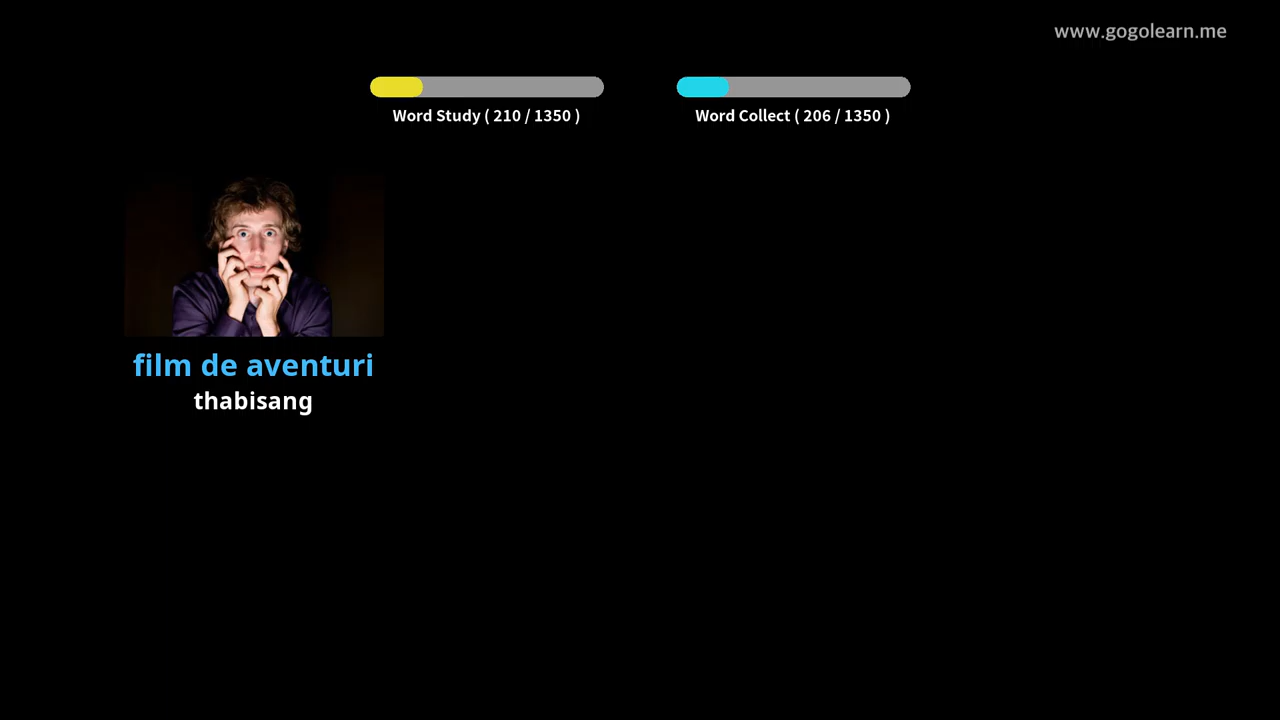 www.gogolearn.me
Word Study ( 210 / 1350 )
Word Collect ( 206 / 1350 )
film de aventuri
thabisang